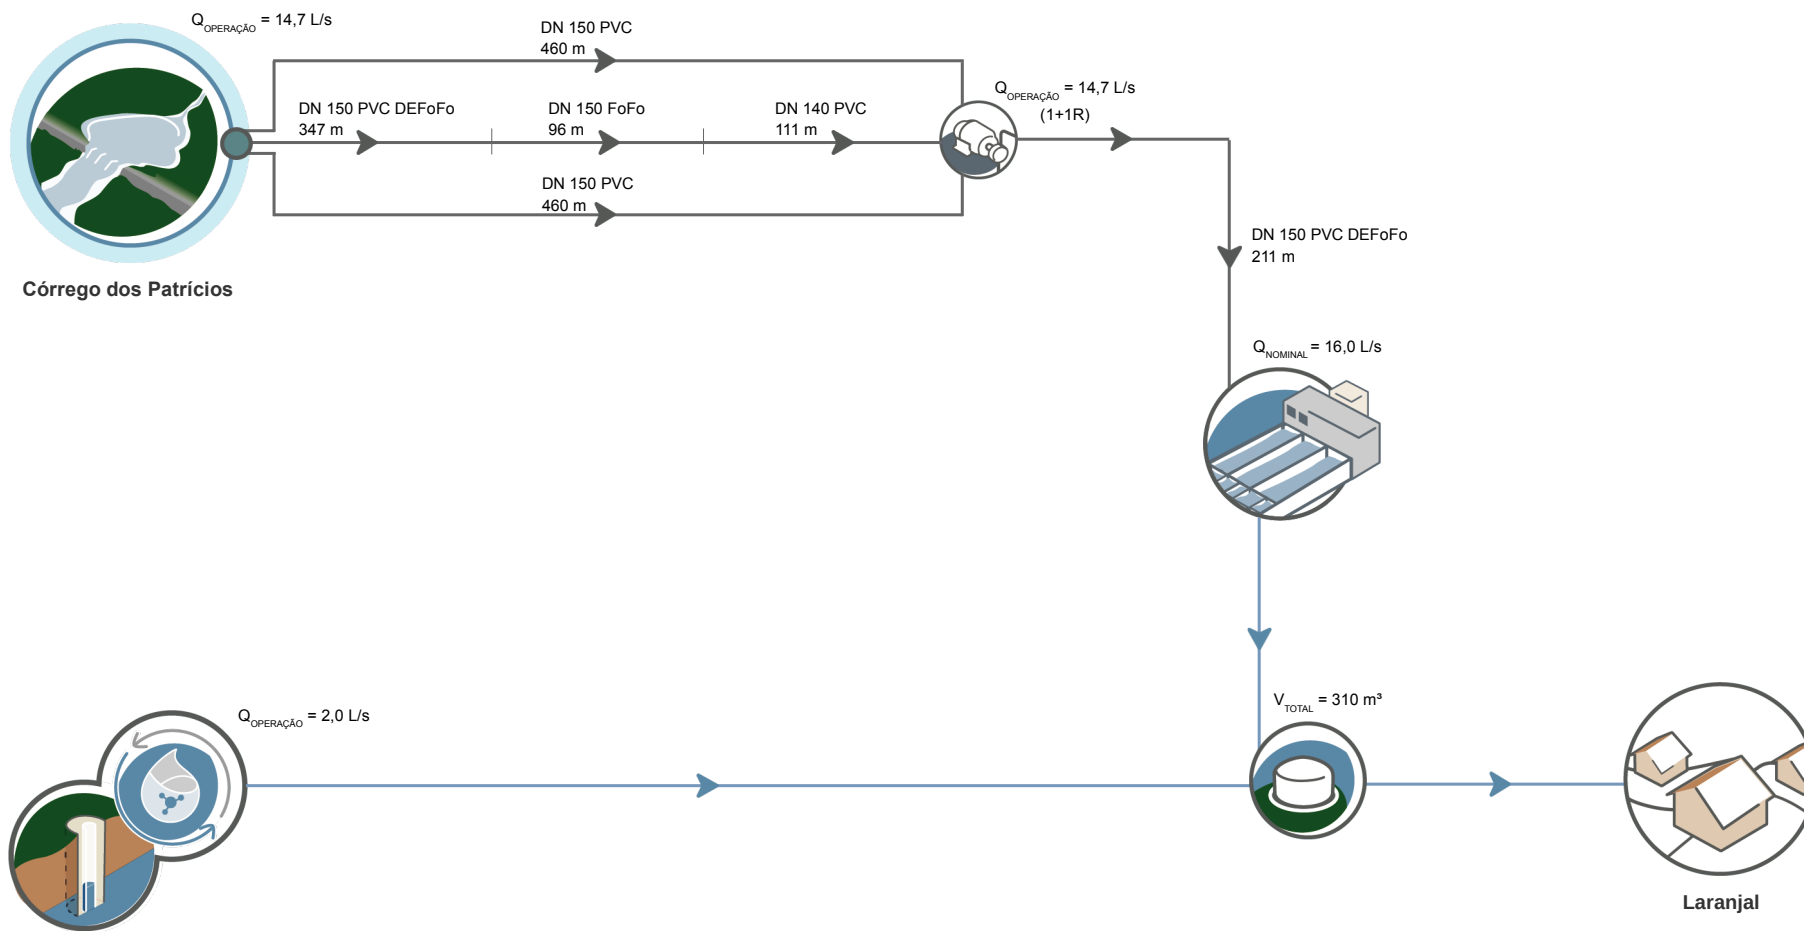 Q OPERAÇÃO = 14,7 L/s
DN 150 PVC
460 m
DN 150 PVC DEFoFo
347 m
DN 150 FoFo
96 m
DN 140 PVC
111 m
Q OPERAÇÃO = 14,7 L/s
(1+1R)
DN 150 PVC
460 m
DN 150 PVC DEFoFo
211 m
Córrego dos Patrícios
Q NOMINAL = 16,0 L/s
V TOTAL = 310 m³
Q OPERAÇÃO = 2,0 L/s
Laranjal